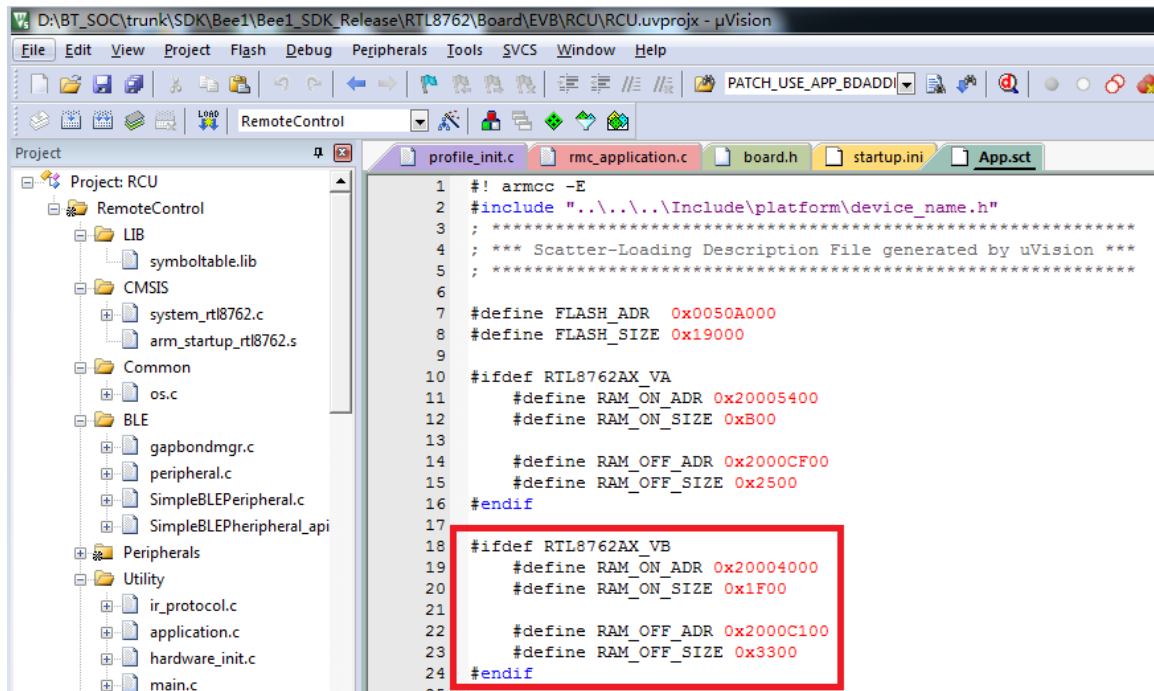 D:\BT_SOC\trunk\SDK\Bee1\Bee1_SDK_Release\RTL8762\Board\EVB\RCU\RCU.uvprojx - µVision
File Edit View Project Flash Debug Peripherals Tools SVCS Window Help
PATCH_USE_APP_BDADDI
LOAD RemoteControl
Project
profile_init.c rmc_application.c board.h startup.ini App.sct
Project: RCU
RemoteControl
LIB
symboltable.lib
CMSIS
system_rtl8762.c
arm_startup_rtl8762.s
Common
os.c
BLE
gapbondmgr.c
peripheral.c
SimpleBLEPeripheral.c
SimpleBLEPheripheral_api
Peripherals
Utility
ir_protocol.c
application.c
hardware_init.c
main.c
1 #! armcc -E
2 #include "..\..\..\Include\platform\device_name.h"
3 ; *************************************************************
4 ; *** Scatter-Loading Description File generated by uVision ***
5 ; *************************************************************
6
7 #define FLASH_ADR 0x0050A000
8 #define FLASH_SIZE 0x19000
9
10 #ifdef RTL8762AX_VA
11 #define RAM_ON_ADR 0x20005400
12 #define RAM_ON_SIZE 0xB00
13
14 #define RAM_OFF_ADR 0x2000CF00
15 #define RAM_OFF_SIZE 0x2500
16 #endif
17
18 #ifdef RTL8762AX_VB
19 #define RAM_ON_ADR 0x20004000
20 #define RAM_ON_SIZE 0x1F00
21
22 #define RAM_OFF_ADR 0x2000C100
23 #define RAM_OFF_SIZE 0x3300
24 #endif